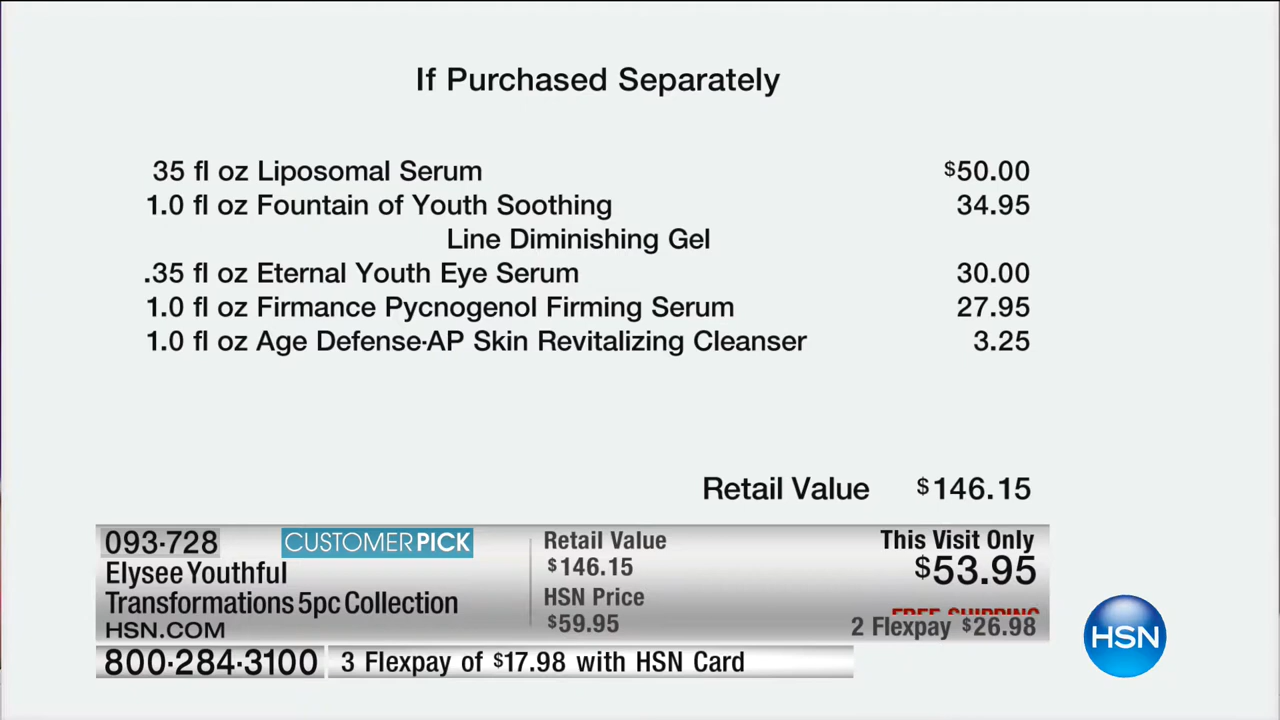 If Purchased Separately
35 fl oz Liposomal Serum $50.00
1.0 fl oz Fountain of Youth Soothing 34.95
Line Diminishing Gel
.35 fl oz Eternal Youth Eye Serum 30.00
1.0 fl oz Firmance Pycnogenol Firming Serum 27.95
1.0 fl oz Age Defense·AP Skin Revitalizing Cleanser 3.25
Retail Value $146.15
093·728 CUSTOMERPICK
Elysee Youthful
Transformations 5pc Collection
HSN.COM
Retail Value
$146.15
HSN Price
$59.95
This Visit Only
$53.95
FREE SHIPPING
2 Flexpay $26.98
800·284·3100 3 Flexpay of $17.98 with HSN Card
HSN